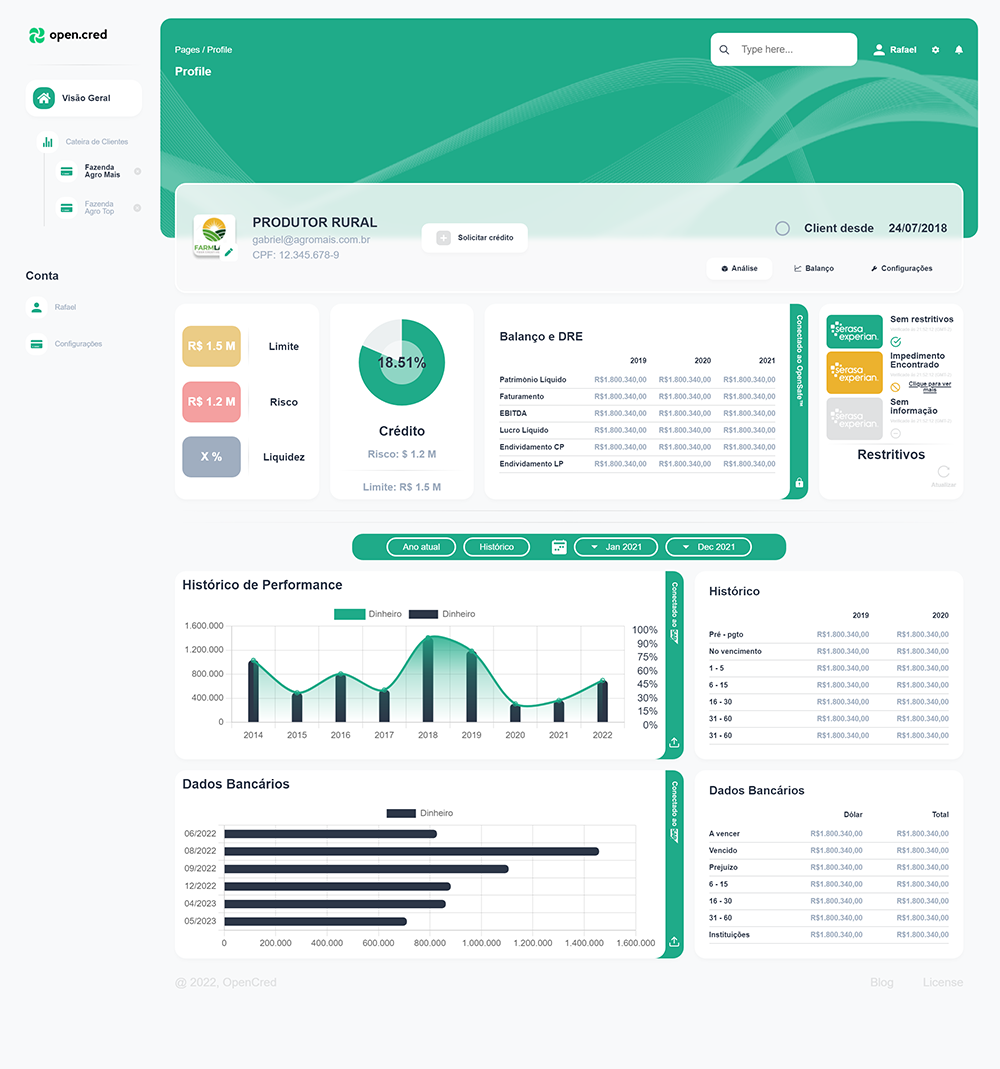 open.cred
Pages / Profile
Profile
Type here...
Rafael
Visão Geral
Cateira de Clientes
Fazenda
Agro Mais
Fazenda
Agro Top
Conta
Rafael
Configurações
PRODUTOR RURAL
gabriel@agromais.com.br
CPF: 12.345.678-9
Solicitar crédito
Client desde 24/07/2018
Análise
Balanço
Configurações
R$ 1.5 M Limite
R$ 1.2 M Risco
X % Liquidez
18.51%
Crédito
Risco: $ 1.2 M
Limite: R$ 1.5 M
Balanço e DRE
2019 2020 2021
Patrimônio Líquido R$1.800.340,00 R$1.800.340,00 R$1.800.340,00
Faturamento R$1.800.340,00 R$1.800.340,00 R$1.800.340,00
EBITDA R$1.800.340,00 R$1.800.340,00 R$1.800.340,00
Lucro Líquido R$1.800.340,00 R$1.800.340,00 R$1.800.340,00
Endividamento CP R$1.800.340,00 R$1.800.340,00 R$1.800.340,00
Endividamento LP R$1.800.340,00 R$1.800.340,00 R$1.800.340,00
Conectado ao OpenSafe™
serasa
experian.
Sem restritivos
serasa
experian.
Impedimento
Encontrado
Clique para ver
mais
serasa
experian.
Sem
informação
Restritivos
Atualizar
Ano atual
Histórico
Jan 2021
Dec 2021
Histórico de Performance
Dinheiro Dinheiro
1.600.000
1.200.000
800.000
400.000
0
2014 2015 2016 2017 2018 2019 2020 2021 2022
100%
90%
75%
60%
45%
30%
15%
0%
Conectado ao SAP
Histórico
2019 2020
Pré - pgto R$1.800.340,00 R$1.800.340,00
No vencimento R$1.800.340,00 R$1.800.340,00
1 - 5 R$1.800.340,00 R$1.800.340,00
6 - 15 R$1.800.340,00 R$1.800.340,00
16 - 30 R$1.800.340,00 R$1.800.340,00
31 - 60 R$1.800.340,00 R$1.800.340,00
31 - 60 R$1.800.340,00 R$1.800.340,00
Dados Bancários
Dinheiro
06/2022
08/2022
09/2022
12/2022
04/2023
05/2023
0 200.000 400.000 600.000 800.000 1.000.000 1.200.000 1.400.000 1.600.000
Conectado ao SAP
Dados Bancários
Dólar Total
A vencer R$1.800.340,00 R$1.800.340,00
Vencido R$1.800.340,00 R$1.800.340,00
Prejuízo R$1.800.340,00 R$1.800.340,00
6 - 15 R$1.800.340,00 R$1.800.340,00
16 - 30 R$1.800.340,00 R$1.800.340,00
31 - 60 R$1.800.340,00 R$1.800.340,00
Instituições R$1.800.340,00 R$1.800.340,00
@ 2022, OpenCred
Blog
License